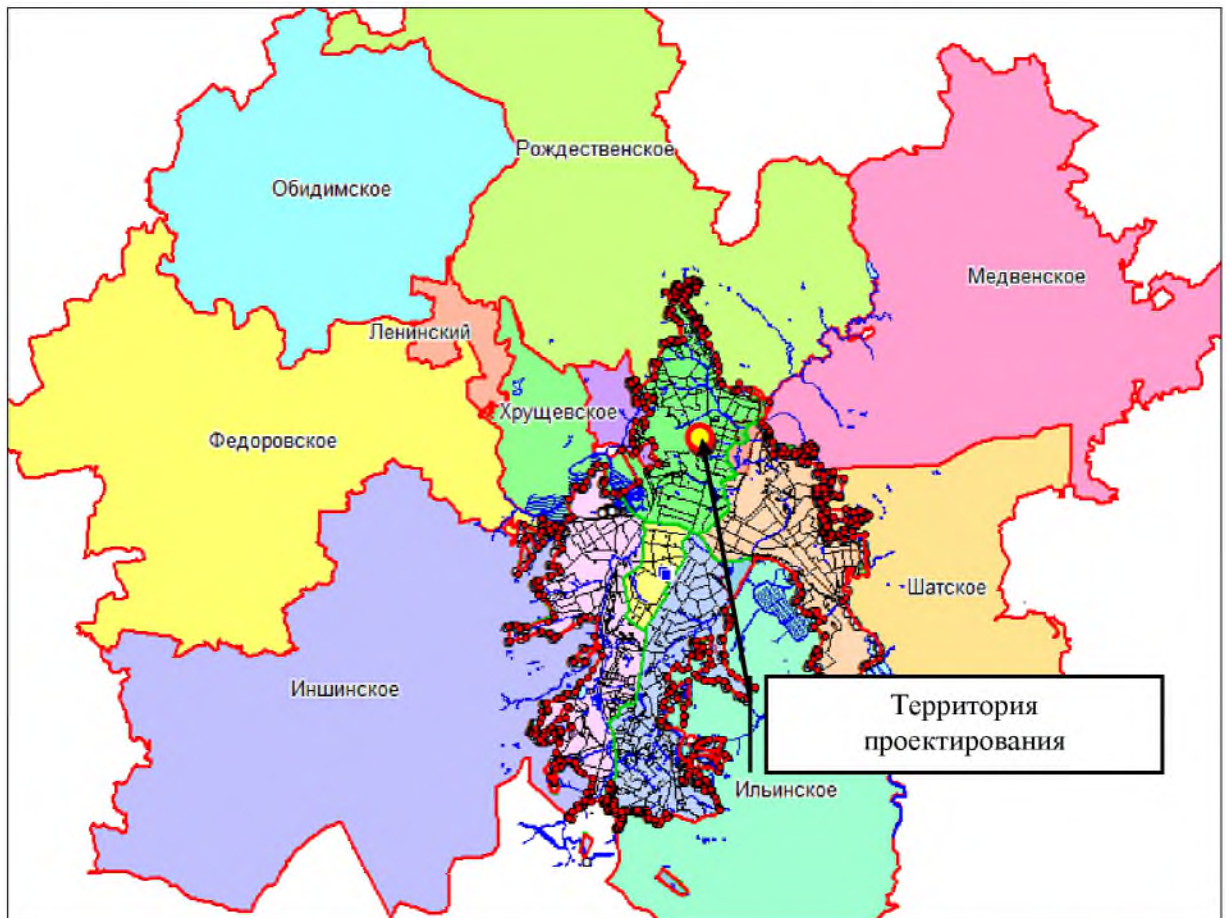 Рождественское
Обидимское
Медвенское
Ленинский
Хрущевское
Федоровское
Шатское
Иншинское
Территория
проектирования
Ильинское